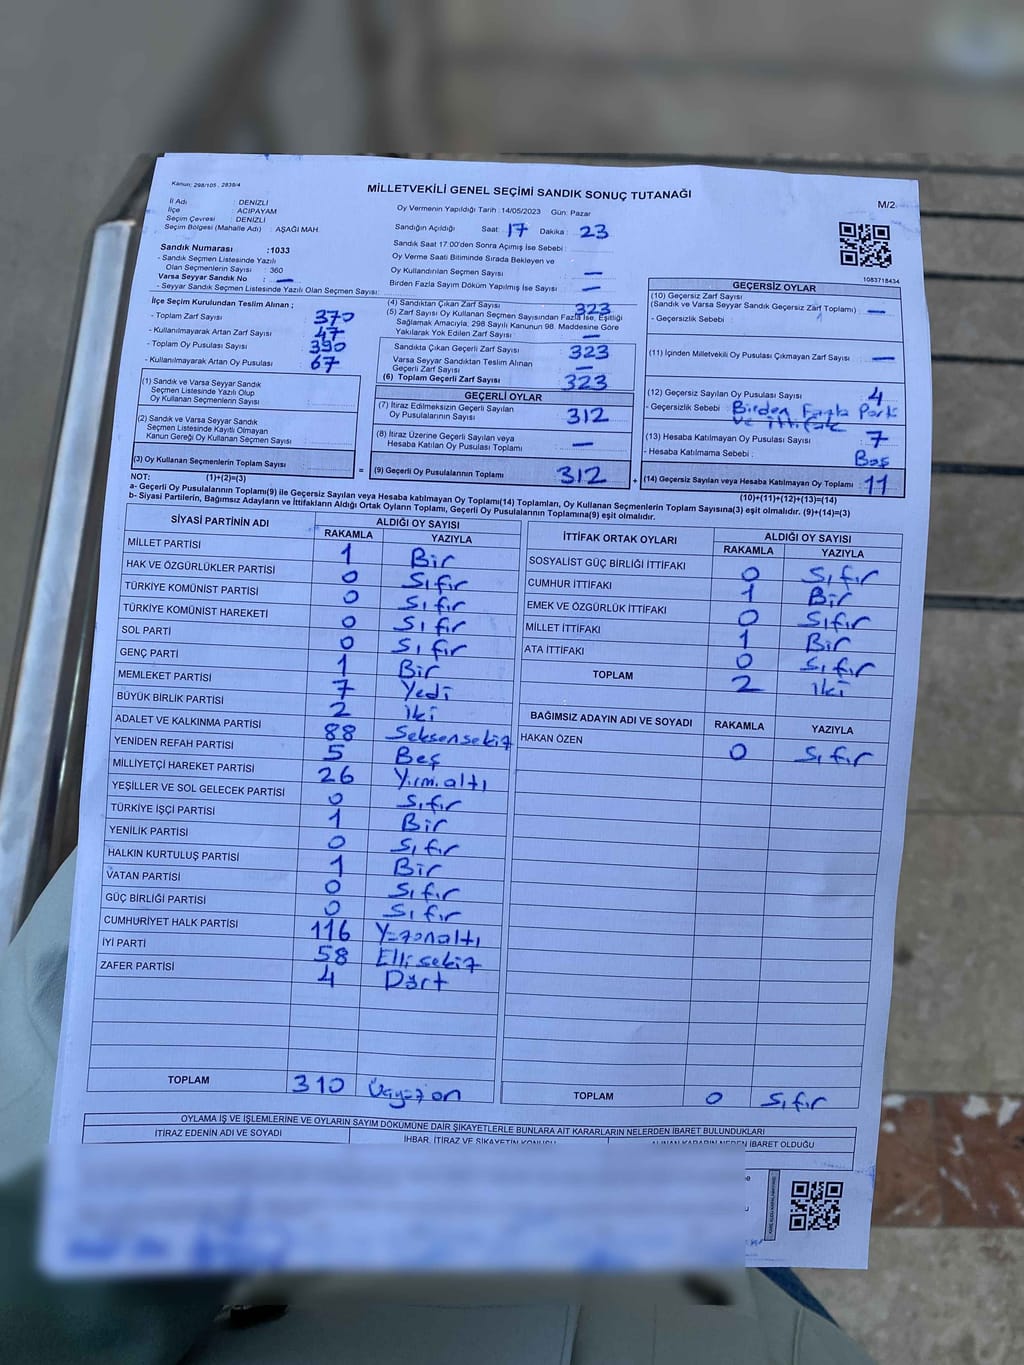 Kanun: 298/105 , 2839/4
MİLLETVEKİLİ GENEL SEÇİMİ SANDIK SONUÇ TUTANAĞI
M/2
İl Adı : DENİZLİ
İlçe : ACIPAYAM
Seçim Çevresi : DENİZLİ
Seçim Bölgesi (Mahalle Adı) : AŞAĞI MAH.
Oy Vermenin Yapıldığı Tarih : 14/05/2023 Gün: Pazar
Sandığın Açıldığı Saat: 17 Dakika : 23
Sandık Saat 17:00'den Sonra Açımış İse Sebebi :
Oy Verme Saati Bitiminde Sırada Bekleyen ve
Oy Kullandırılan Seçmen Sayısı —
Birden Fazla Sayım Döküm Yapılmış İse Sayısı —
1083718434
Sandık Numarası :1033
- Sandık Seçmen Listesinde Yazılı
Olan Seçmenlerin Sayısı : 360
Varsa Seyyar Sandık No : —
- Seyyar Sandık Seçmen Listesinde Yazılı Olan Seçmen Sayısı:
İlçe Seçim Kurulundan Teslim Alınan ;
- Toplam Zarf Sayısı : 370
- Kullanılmayarak Artan Zarf Sayısı : 47
- Toplam Oy Pusulası Sayısı : 390
- Kullanılmayarak Artan Oy Pusulası : 67
(1) Sandık ve Varsa Seyyar Sandık
Seçmen Listesinde Yazılı Olup
Oy Kullanan Seçmenlerin Sayısı
(2) Sandık ve Varsa Seyyar Sandık
Seçmen Listesinde Kayıtlı Olmayan
Kanun Gereği Oy Kullanan Seçmen Sayısı
(3) Oy Kullanan Seçmenlerin Toplam Sayısı
(1)+(2)=(3)
(4) Sandıktan Çıkan Zarf Sayısı 323
(5) Zarf Sayısı Oy Kullanan Seçmen Sayısından Fazla İse, Eşitliği
Sağlamak Amacıyla, 298 Sayılı Kanunun 98. Maddesine Göre
Yakılarak Yok Edilen Zarf Sayısı —
Sandıkta Çıkan Geçerli Zarf Sayısı 323
Varsa Seyyar Sandıktan Teslim Alınan
Geçerli Zarf Sayısı —
(6) Toplam Geçerli Zarf Sayısı 323
GEÇERLİ OYLAR
(7) İtiraz Edilmeksizin Geçerli Sayılan
Oy Pusulalarının Sayısı 312
(8) İtiraz Üzerine Geçerli Sayılan veya
Hesaba Katılan Oy Pusulası Toplamı —
= (9) Geçerli Oy Pusulalarının Toplamı 312
GEÇERSİZ OYLAR
(10) Geçersiz Zarf Sayısı
(Sandık ve Varsa Seyyar Sandık Geçersiz Zarf Toplamı) : —
- Geçersizlik Sebebi :
(11) İçinden Milletvekili Oy Pusulası Çıkmayan Zarf Sayısı : —
(12) Geçersiz Sayılan Oy Pusulası Sayısı : 4
- Geçersizlik Sebebi : Birden Fazla Parti
ve ittifak
(13) Hesaba Katılmayan Oy Pusulası Sayısı : 7
- Hesaba Katılmama Sebebi : Boş
+ (14) Geçersiz Sayılan veya Hesaba Katılmayan Oy Toplamı : 11
(10)+(11)+(12)+(13)=(14)
NOT:
a- Geçerli Oy Pusulalarının Toplamı(9) ile Geçersiz Sayılan veya Hesaba katılmayan Oy Toplamı(14) Toplamları, Oy Kullanan Seçmenlerin Toplam Sayısına(3) eşit olmalıdır. (9)+(14)=(3)
b- Siyasi Partilerin, Bağımsız Adayların ve İttifakların Aldığı Ortak Oyların Toplamı, Geçerli Oy Pusulalarının Toplamına(9) eşit olmalıdır.
SİYASİ PARTİNİN ADI ALDIĞI OY SAYISI
RAKAMLA YAZIYLA
MİLLET PARTİSİ 1 Bir
HAK VE ÖZGÜRLÜKLER PARTİSİ 0 Sıfır
TÜRKİYE KOMÜNİST PARTİSİ 0 Sıfır
TÜRKİYE KOMÜNİST HAREKETİ 0 Sıfır
SOL PARTİ 0 Sıfır
GENÇ PARTİ 1 Bir
MEMLEKET PARTİSİ 7 Yedi
BÜYÜK BİRLİK PARTİSİ 2 iki
ADALET VE KALKINMA PARTİSİ 88 Seksensekiz
YENİDEN REFAH PARTİSİ 5 Beş
MİLLİYETÇİ HAREKET PARTİSİ 26 Yirmialtı
YEŞİLLER VE SOL GELECEK PARTİSİ 0 Sıfır
TÜRKİYE İŞÇİ PARTİSİ 1 Bir
YENİLİK PARTİSİ 0 Sıfır
HALKIN KURTULUŞ PARTİSİ 1 Bir
VATAN PARTİSİ 0 Sıfır
GÜÇ BİRLİĞİ PARTİSİ 0 Sıfır
CUMHURİYET HALK PARTİSİ 116 Yüzonaltı
İYİ PARTİ 58 Ellisekiz
ZAFER PARTİSİ 4 Dört
TOPLAM 310 Üçyüzon
İTTİFAK ORTAK OYLARI ALDIĞI OY SAYISI
RAKAMLA YAZIYLA
SOSYALİST GÜÇ BİRLİĞİ İTTİFAKI 0 Sıfır
CUMHUR İTTİFAKI 1 Bir
EMEK VE ÖZGÜRLÜK İTTİFAKI 0 Sıfır
MİLLET İTTİFAKI 1 Bir
ATA İTTİFAKI 0 Sıfır
TOPLAM 2 iki
BAĞIMSIZ ADAYIN ADI VE SOYADI RAKAMLA YAZIYLA
HAKAN ÖZEN 0 Sıfır
TOPLAM 0 Sıfır
OYLAMA İŞ VE İŞLEMLERİNE VE OYLARIN SAYIM DÖKÜMÜNE DAİR ŞİKAYETLERLE BUNLARA AİT KARARLARIN NELERDEN İBARET BULUNDUKLARI
İTİRAZ EDENİN ADI VE SOYADI İHBAR, İTİRAZ VE ŞİKAYETİN KONUSU ALINAN KARARIN NEDEN İBARET OLDUĞU